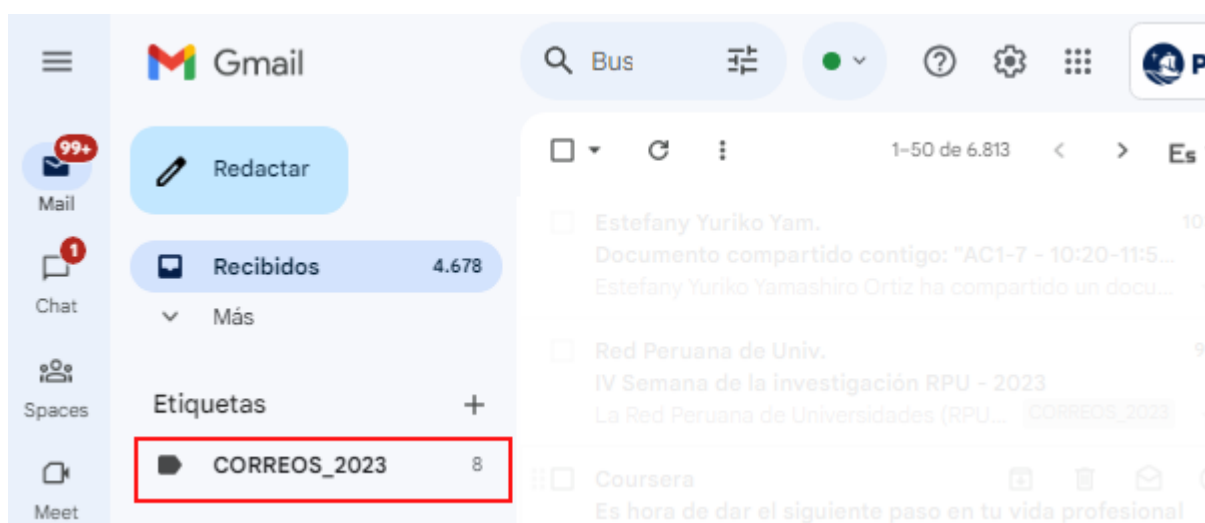 Gmail
Bus
99+
Mail
Redactar
1–50 de 6.813
Es
1
Chat
Recibidos 4.678
Más
Spaces
Etiquetas
CORREOS_2023 8
Meet
Estefany Yuriko Yam. 10
Documento compartido contigo: "AC1-7 - 10:20-11:5...
Estefany Yuriko Yamashiro Ortiz ha compartido un docu...
Red Peruana de Univ. 9
IV Semana de la investigación RPU - 2023
La Red Peruana de Universidades (RPU... CORREOS_2023
Coursera
Es hora de dar el siguiente paso en tu vida profesional